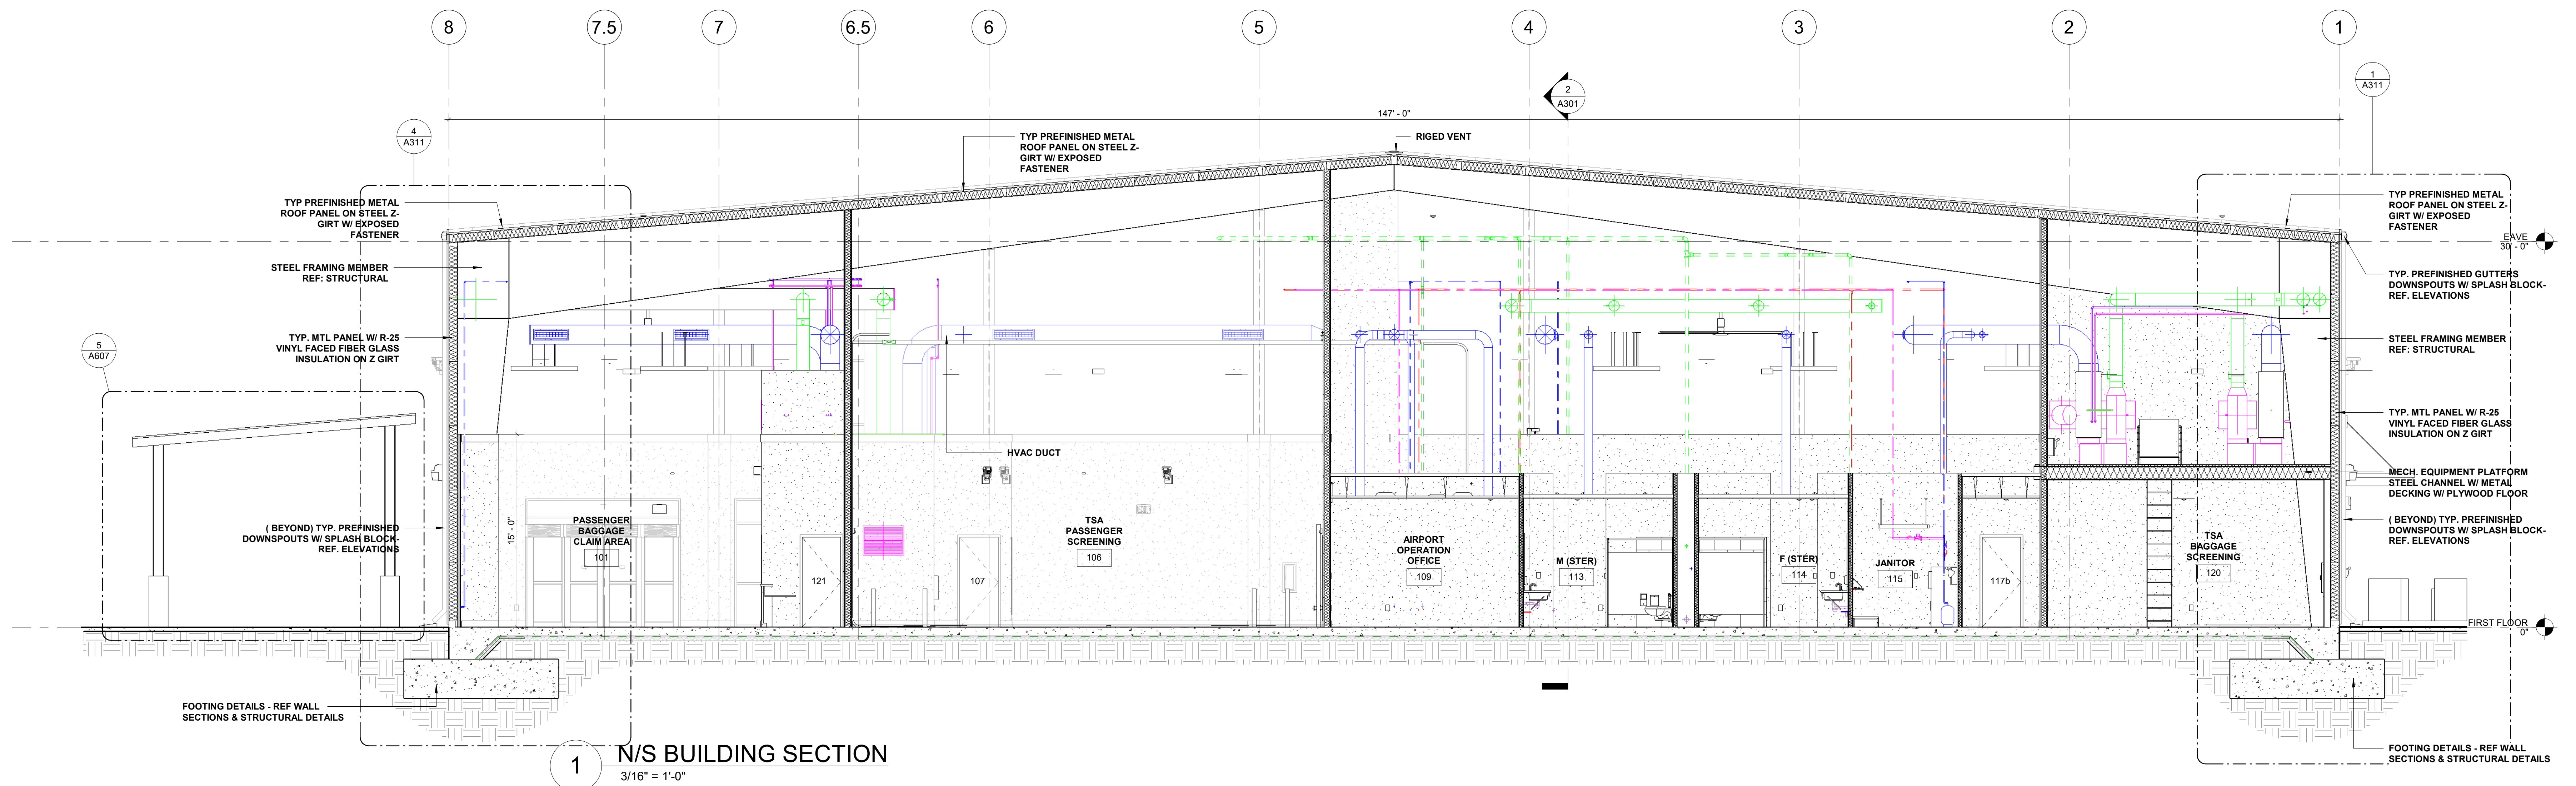 8
7.5
7
6.5
6
5
4
3
2
1
2
A301
1
A311
4
A311
147' - 0"
TYP PREFINISHED METAL
ROOF PANEL ON STEEL Z-
GIRT W/ EXPOSED
FASTENER
RIGED VENT
TYP PREFINISHED METAL
ROOF PANEL ON STEEL Z-
GIRT W/ EXPOSED
FASTENER
TYP PREFINISHED METAL
ROOF PANEL ON STEEL Z-
GIRT W/ EXPOSED
FASTENER
EAVE
30' - 0"
STEEL FRAMING MEMBER
REF: STRUCTURAL
TYP. PREFINISHED GUTTERS
DOWNSPOUTS W/ SPLASH BLOCK-
REF. ELEVATIONS
5
A607
TYP. MTL PANEL W/ R-25
VINYL FACED FIBER GLASS
INSULATION ON Z GIRT
STEEL FRAMING MEMBER
REF: STRUCTURAL
TYP. MTL PANEL W/ R-25
VINYL FACED FIBER GLASS
INSULATION ON Z GIRT
HVAC DUCT
MECH. EQUIPMENT PLATFORM
STEEL CHANNEL W/ METAL
DECKING W/ PLYWOOD FLOOR
( BEYOND) TYP. PREFINISHED
DOWNSPOUTS W/ SPLASH BLOCK-
REF. ELEVATIONS
15' - 0"
PASSENGER
BAGGAGE
CLAIM AREA
101
121
TSA
PASSENGER
SCREENING
106
107
AIRPORT
OPERATION
OFFICE
109
M (STER)
113
F (STER)
114
JANITOR
115
117b
TSA
BAGGAGE
SCREENING
120
( BEYOND) TYP. PREFINISHED
DOWNSPOUTS W/ SPLASH BLOCK-
REF. ELEVATIONS
FIRST FLOOR
0"
FOOTING DETAILS - REF WALL
SECTIONS & STRUCTURAL DETAILS
FOOTING DETAILS - REF WALL
SECTIONS & STRUCTURAL DETAILS
1
N/S BUILDING SECTION
3/16" = 1'-0"